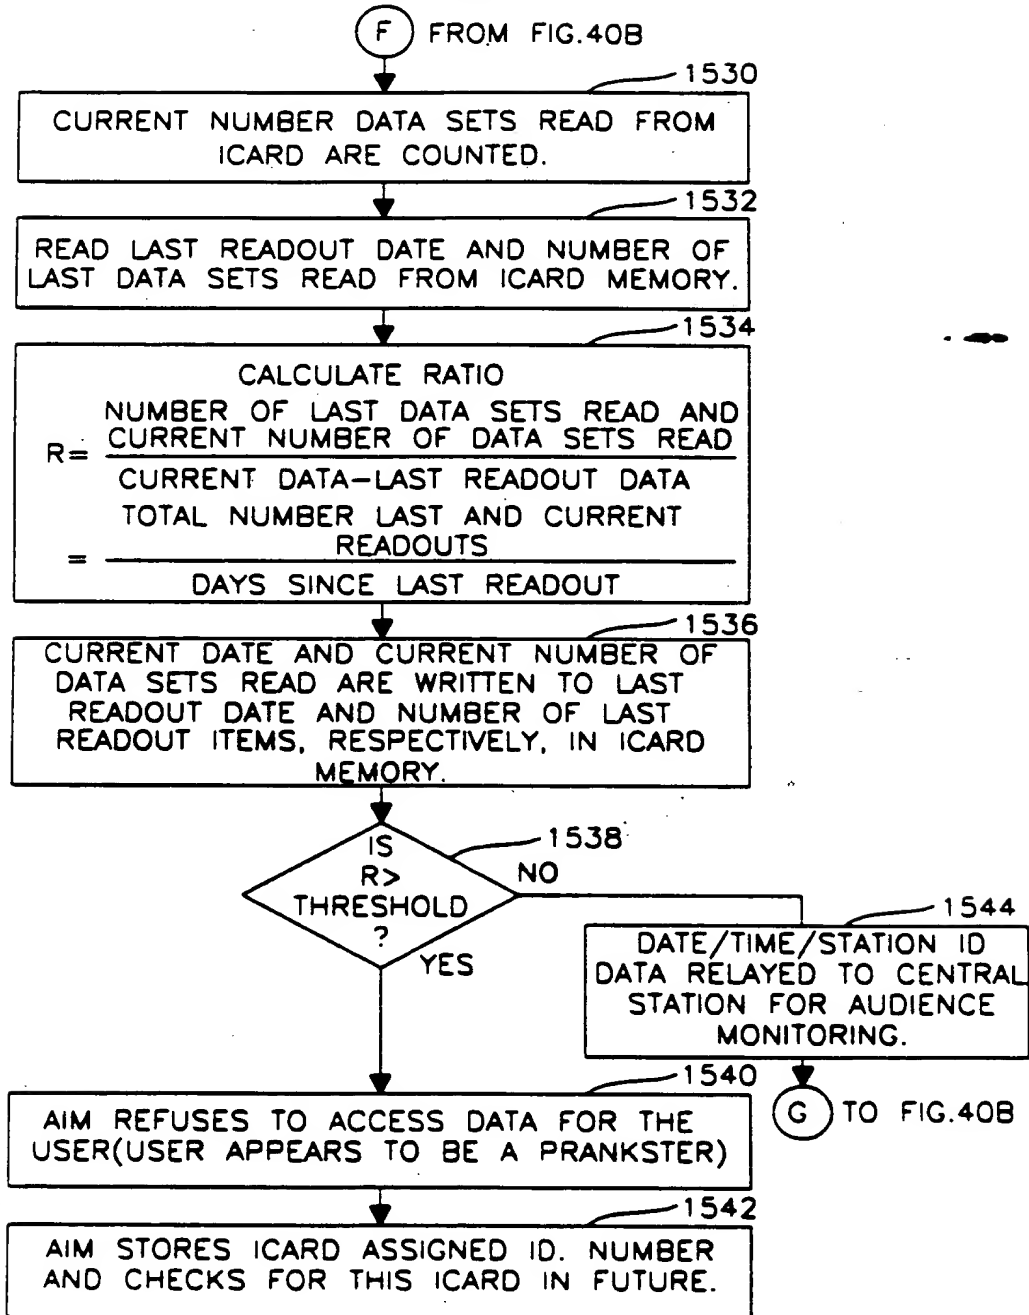 F FROM FIG.40B
1530
CURRENT NUMBER DATA SETS READ FROM
ICARD ARE COUNTED.
1532
READ LAST READOUT DATE AND NUMBER OF
LAST DATA SETS READ FROM ICARD MEMORY.
1534
CALCULATE RATIO
NUMBER OF LAST DATA SETS READ AND
CURRENT NUMBER OF DATA SETS READ
R=
CURRENT DATA-LAST READOUT DATA
TOTAL NUMBER LAST AND CURRENT
READOUTS
=
DAYS SINCE LAST READOUT
1536
CURRENT DATE AND CURRENT NUMBER OF
DATA SETS READ ARE WRITTEN TO LAST
READOUT DATE AND NUMBER OF LAST
READOUT ITEMS, RESPECTIVELY, IN ICARD
MEMORY.
1538
IS
R>
THRESHOLD
?
NO
YES
1544
DATE/TIME/STATION ID
DATA RELAYED TO CENTRAL
STATION FOR AUDIENCE
MONITORING.
G TO FIG.40B
1540
AIM REFUSES TO ACCESS DATA FOR THE
USER(USER APPEARS TO BE A PRANKSTER)
1542
AIM STORES ICARD ASSIGNED ID. NUMBER
AND CHECKS FOR THIS ICARD IN FUTURE.